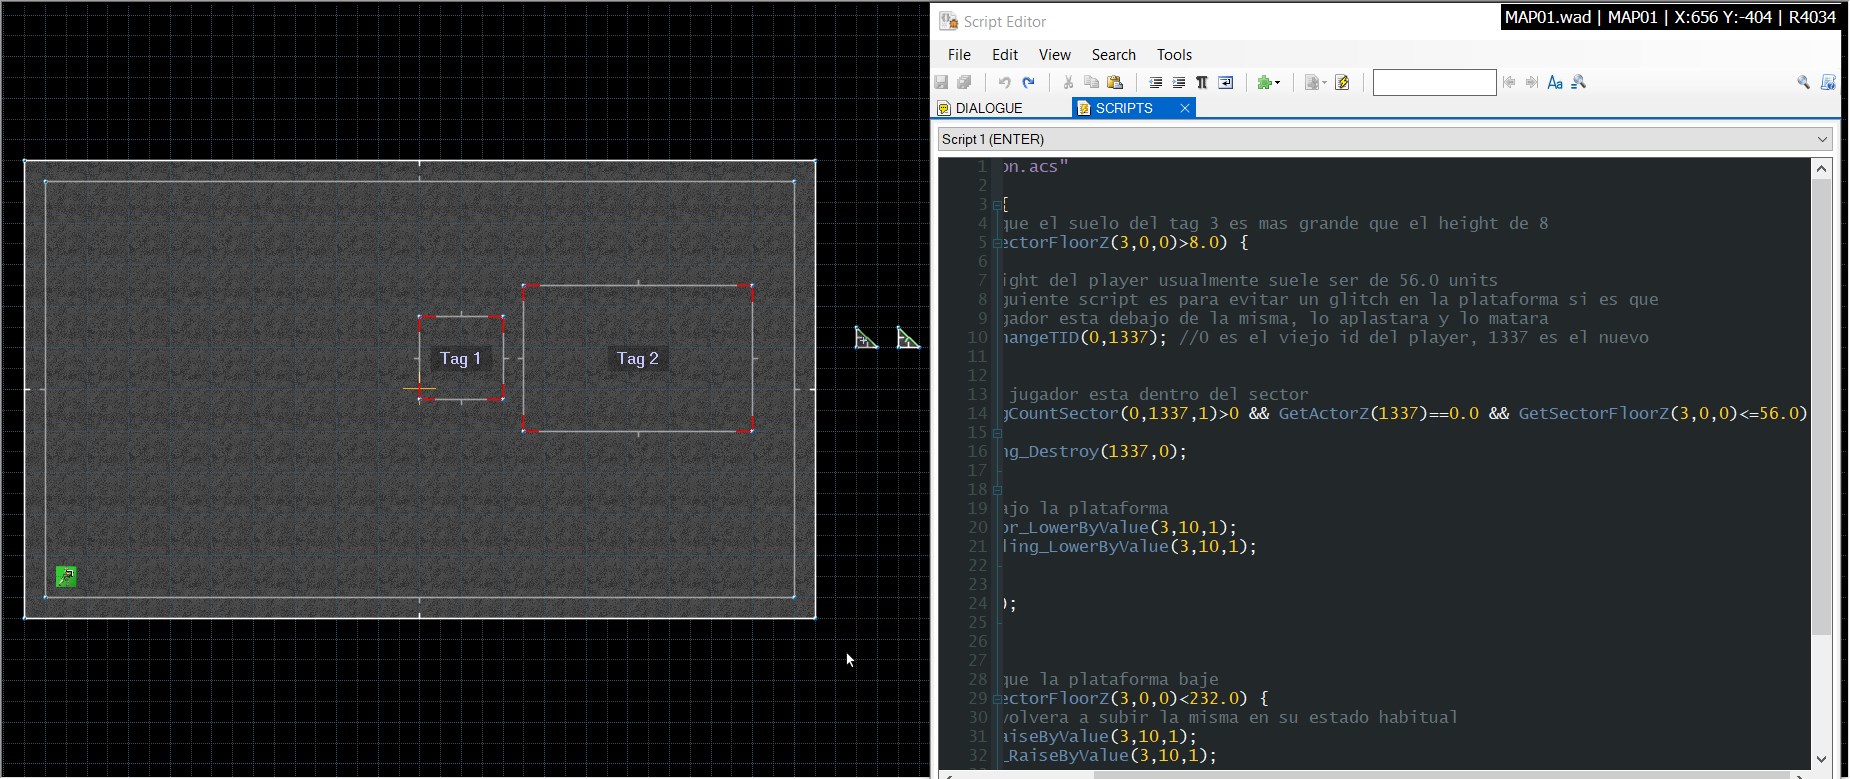 Script Editor
MAP01.wad | MAP01 | X:656 Y:-404 | R4034
File Edit View Search Tools
DIALOGUE
SCRIPTS
Script 1 (ENTER)
1 on.acs"
2
3 {
4 que el suelo del tag 3 es mas grande que el height de 8
5 ectorFloorZ(3,0,0)>8.0) {
6
7 ight del player usualmente suele ser de 56.0 units
8 guiente script es para evitar un glitch en la plataforma si es que
9 gador esta debajo de la misma, lo aplastara y lo matara
10 hangeTID(0,1337); //0 es el viejo id del player, 1337 es el nuevo
11
12
13 jugador esta dentro del sector
14 gCountSector(0,1337,1)>0 && GetActorZ(1337)==0.0 && GetSectorFloorZ(3,0,0)<=56.0)
15
16 ng_Destroy(1337,0);
17
18
19 ajo la plataforma
20 or_LowerByValue(3,10,1);
21 ling_LowerByValue(3,10,1);
22
23
24 );
25
26
27
28 que la plataforma baje
29 ectorFloorZ(3,0,0)<232.0) {
30 volvera a subir la misma en su estado habitual
31 aiseByValue(3,10,1);
32 _RaiseByValue(3,10,1);
Tag 1
Tag 2